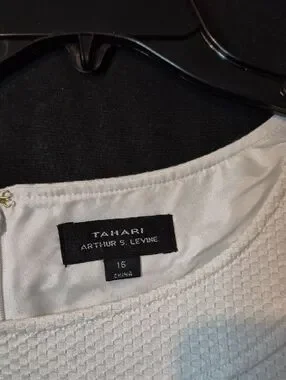 TAHARI
ARTHUR S. LEVINE
16
CHINA